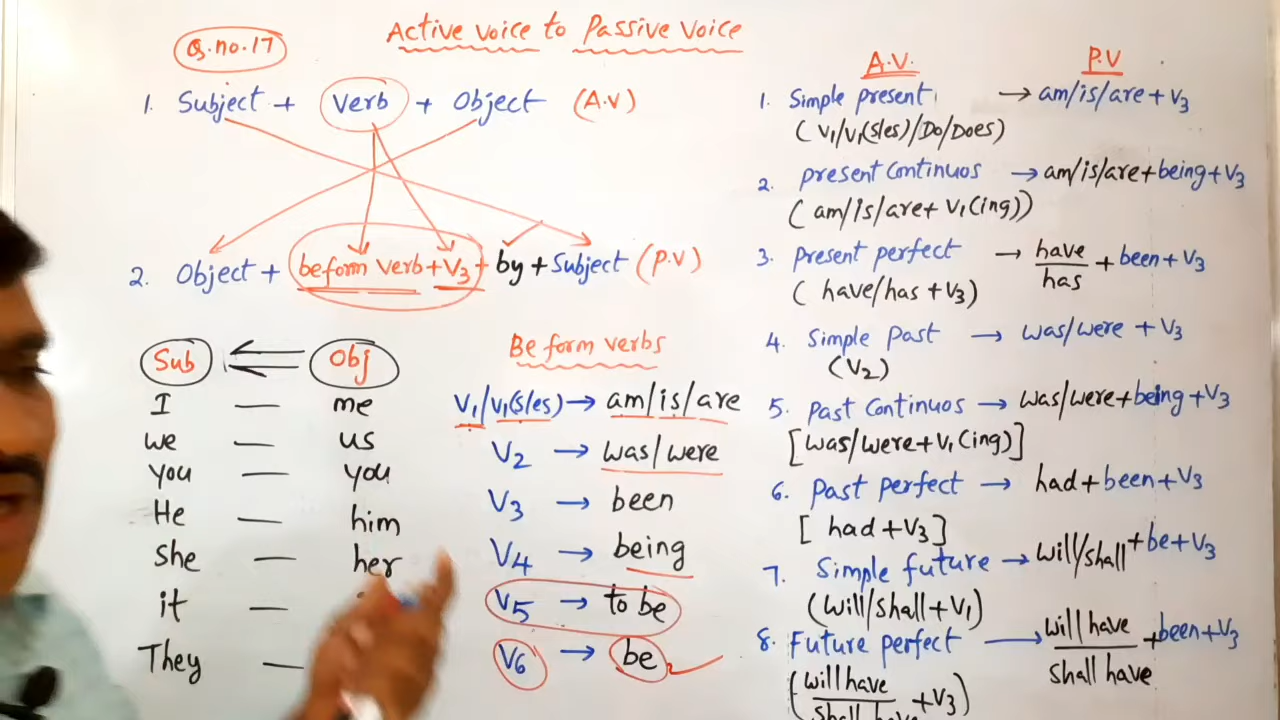 Active voice to Passive voice
Q.no.17
1. Subject + Verb + Object (A.V)
2. Object + beform verb+V3 + by + Subject (P.V)
Sub Obj
I — me
we — us
you — you
He — him
she — her
it —
They —
Be form verbs
V1/V1(s/es) → am/is/are
V2 → was/were
V3 → been
V4 → being
V5 → to be
V6 → be
A.V. P.V
1. Simple present → am/is/are + V3
(V1/V1(s/es)/Do/Does)
2. present Continuos → am/is/are+being+V3
(am/is/are+ V1(ing))
3. Present perfect → have/has + been + V3
(have/has + V3)
4. Simple Past → was/were + V3
(V2)
5. Past Continuos → was/were+being+V3
[was/were+V1(ing)]
6. Past perfect → had+been+V3
[had +V3]
7. Simple future → will/shall+be+V3
(will/shall+V1)
8. Future perfect → will have/shall have +been+V3
(will have/shall have +V3)